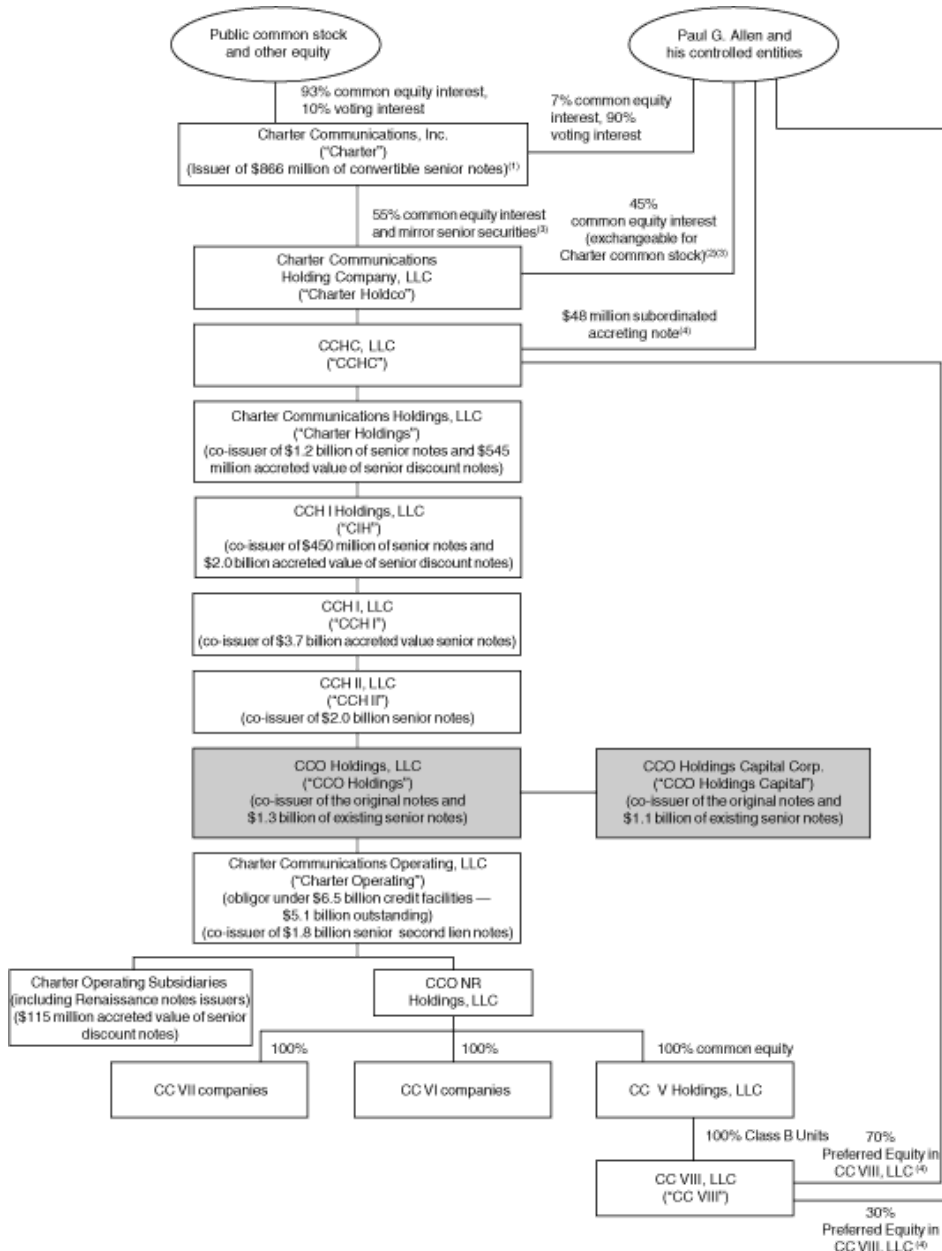 Public common stock
and other equity
Paul G. Allen and
his controlled entities
93% common equity interest,
10% voting interest
7% common equity
interest, 90%
voting interest
Charter Communications, Inc.
("Charter")
(Issuer of $866 million of convertible senior notes)(1)
55% common equity interest
and mirror senior securities(3)
45%
common equity interest
(exchangeable for
Charter common stock)(2)(3)
Charter Communications
Holding Company, LLC
("Charter Holdco")
$48 million subordinated
accreting note(4)
CCHC, LLC
("CCHC")
Charter Communications Holdings, LLC
("Charter Holdings")
(co-issuer of $1.2 billion of senior notes and $545
million accreted value of senior discount notes)
CCH I Holdings, LLC
("CIH")
(co-issuer of $450 million of senior notes and
$2.0 billion accreted value of senior discount notes)
CCH I, LLC
("CCH I")
(co-issuer of $3.7 billion accreted value senior notes)
CCH II, LLC
("CCH II")
(co-issuer of $2.0 billion senior notes)
CCO Holdings, LLC
("CCO Holdings")
(co-issuer of the original notes and
$1.3 billion of existing senior notes)
CCO Holdings Capital Corp.
("CCO Holdings Capital")
(co-issuer of the original notes and
$1.1 billion of existing senior notes)
Charter Communications Operating, LLC
("Charter Operating")
(obligor under $6.5 billion credit facilities —
$5.1 billion outstanding)
(co-issuer of $1.8 billion senior second lien notes)
Charter Operating Subsidiaries
(including Renaissance notes issuers)
($115 million accreted value of senior
discount notes)
CCO NR
Holdings, LLC
100%
100%
100% common equity
CC VII companies
CC VI companies
CC V Holdings, LLC
100% Class B Units
70%
Preferred Equity in
CC VIII, LLC (4)
CC VIII, LLC
("CC VIII")
30%
Preferred Equity in
CC VIII, LLC (4)